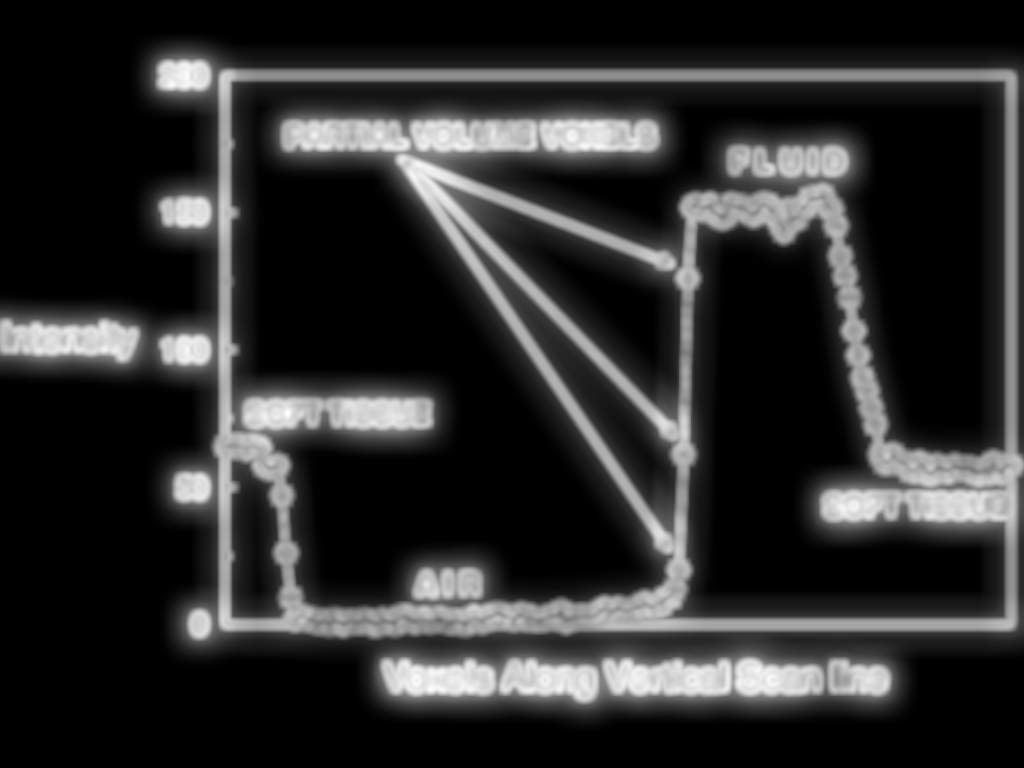 200
PARTIAL VOLUME VOXELS
FLUID
150
Intensity
100
SOFT TISSUE
50
SOFT TISSUE
AIR
0
Voxels Along Vertical Scan line